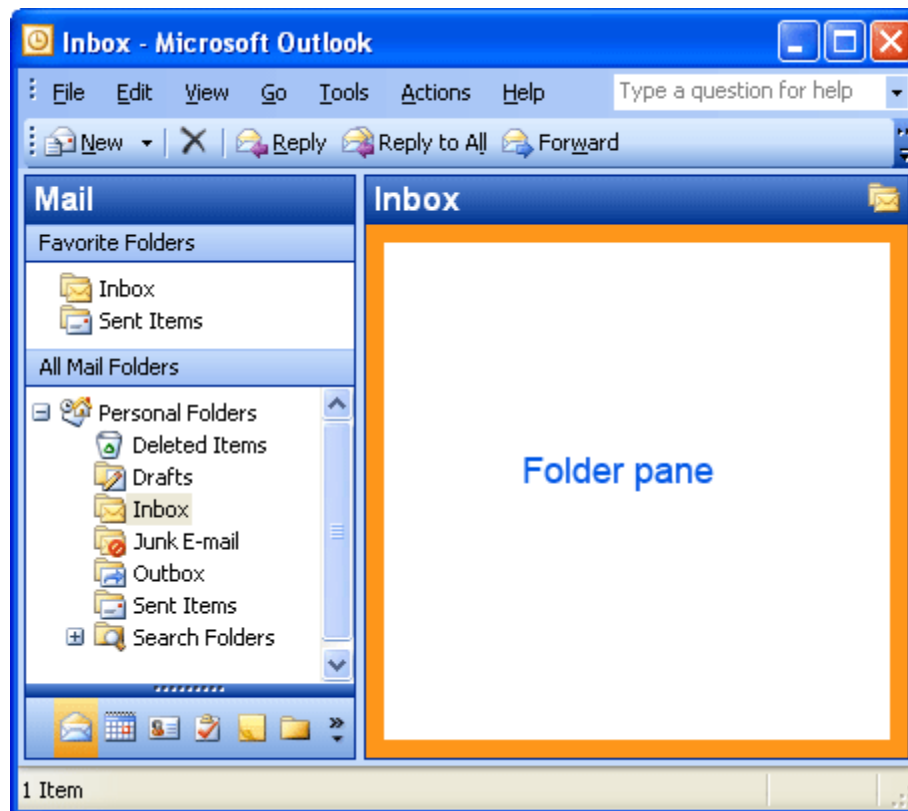 Inbox - Microsoft Outlook
File Edit View Go Tools Actions Help Type a question for help
New Reply Reply to All Forward
Mail
Inbox
Favorite Folders
Inbox
Sent Items
All Mail Folders
Personal Folders
Deleted Items
Drafts
Inbox
Junk E-mail
Outbox
Sent Items
Search Folders
Folder pane
1 Item